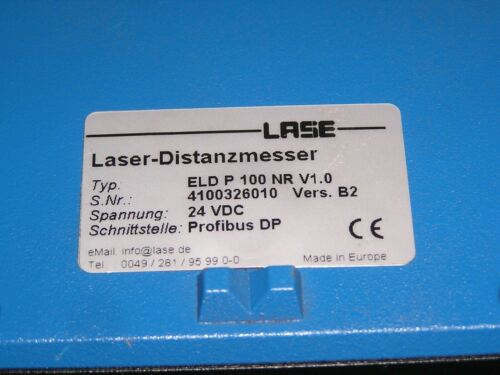 LASE
Laser-Distanzmesser
Typ. ELD P 100 NR V1.0
S.Nr.: 4100326010 Vers. B2
Spannung: 24 VDC
Schnittstelle: Profibus DP
eMail info@lase.de
Tel 0049 / 281 / 95 99 0-0 Made in Europe
CE